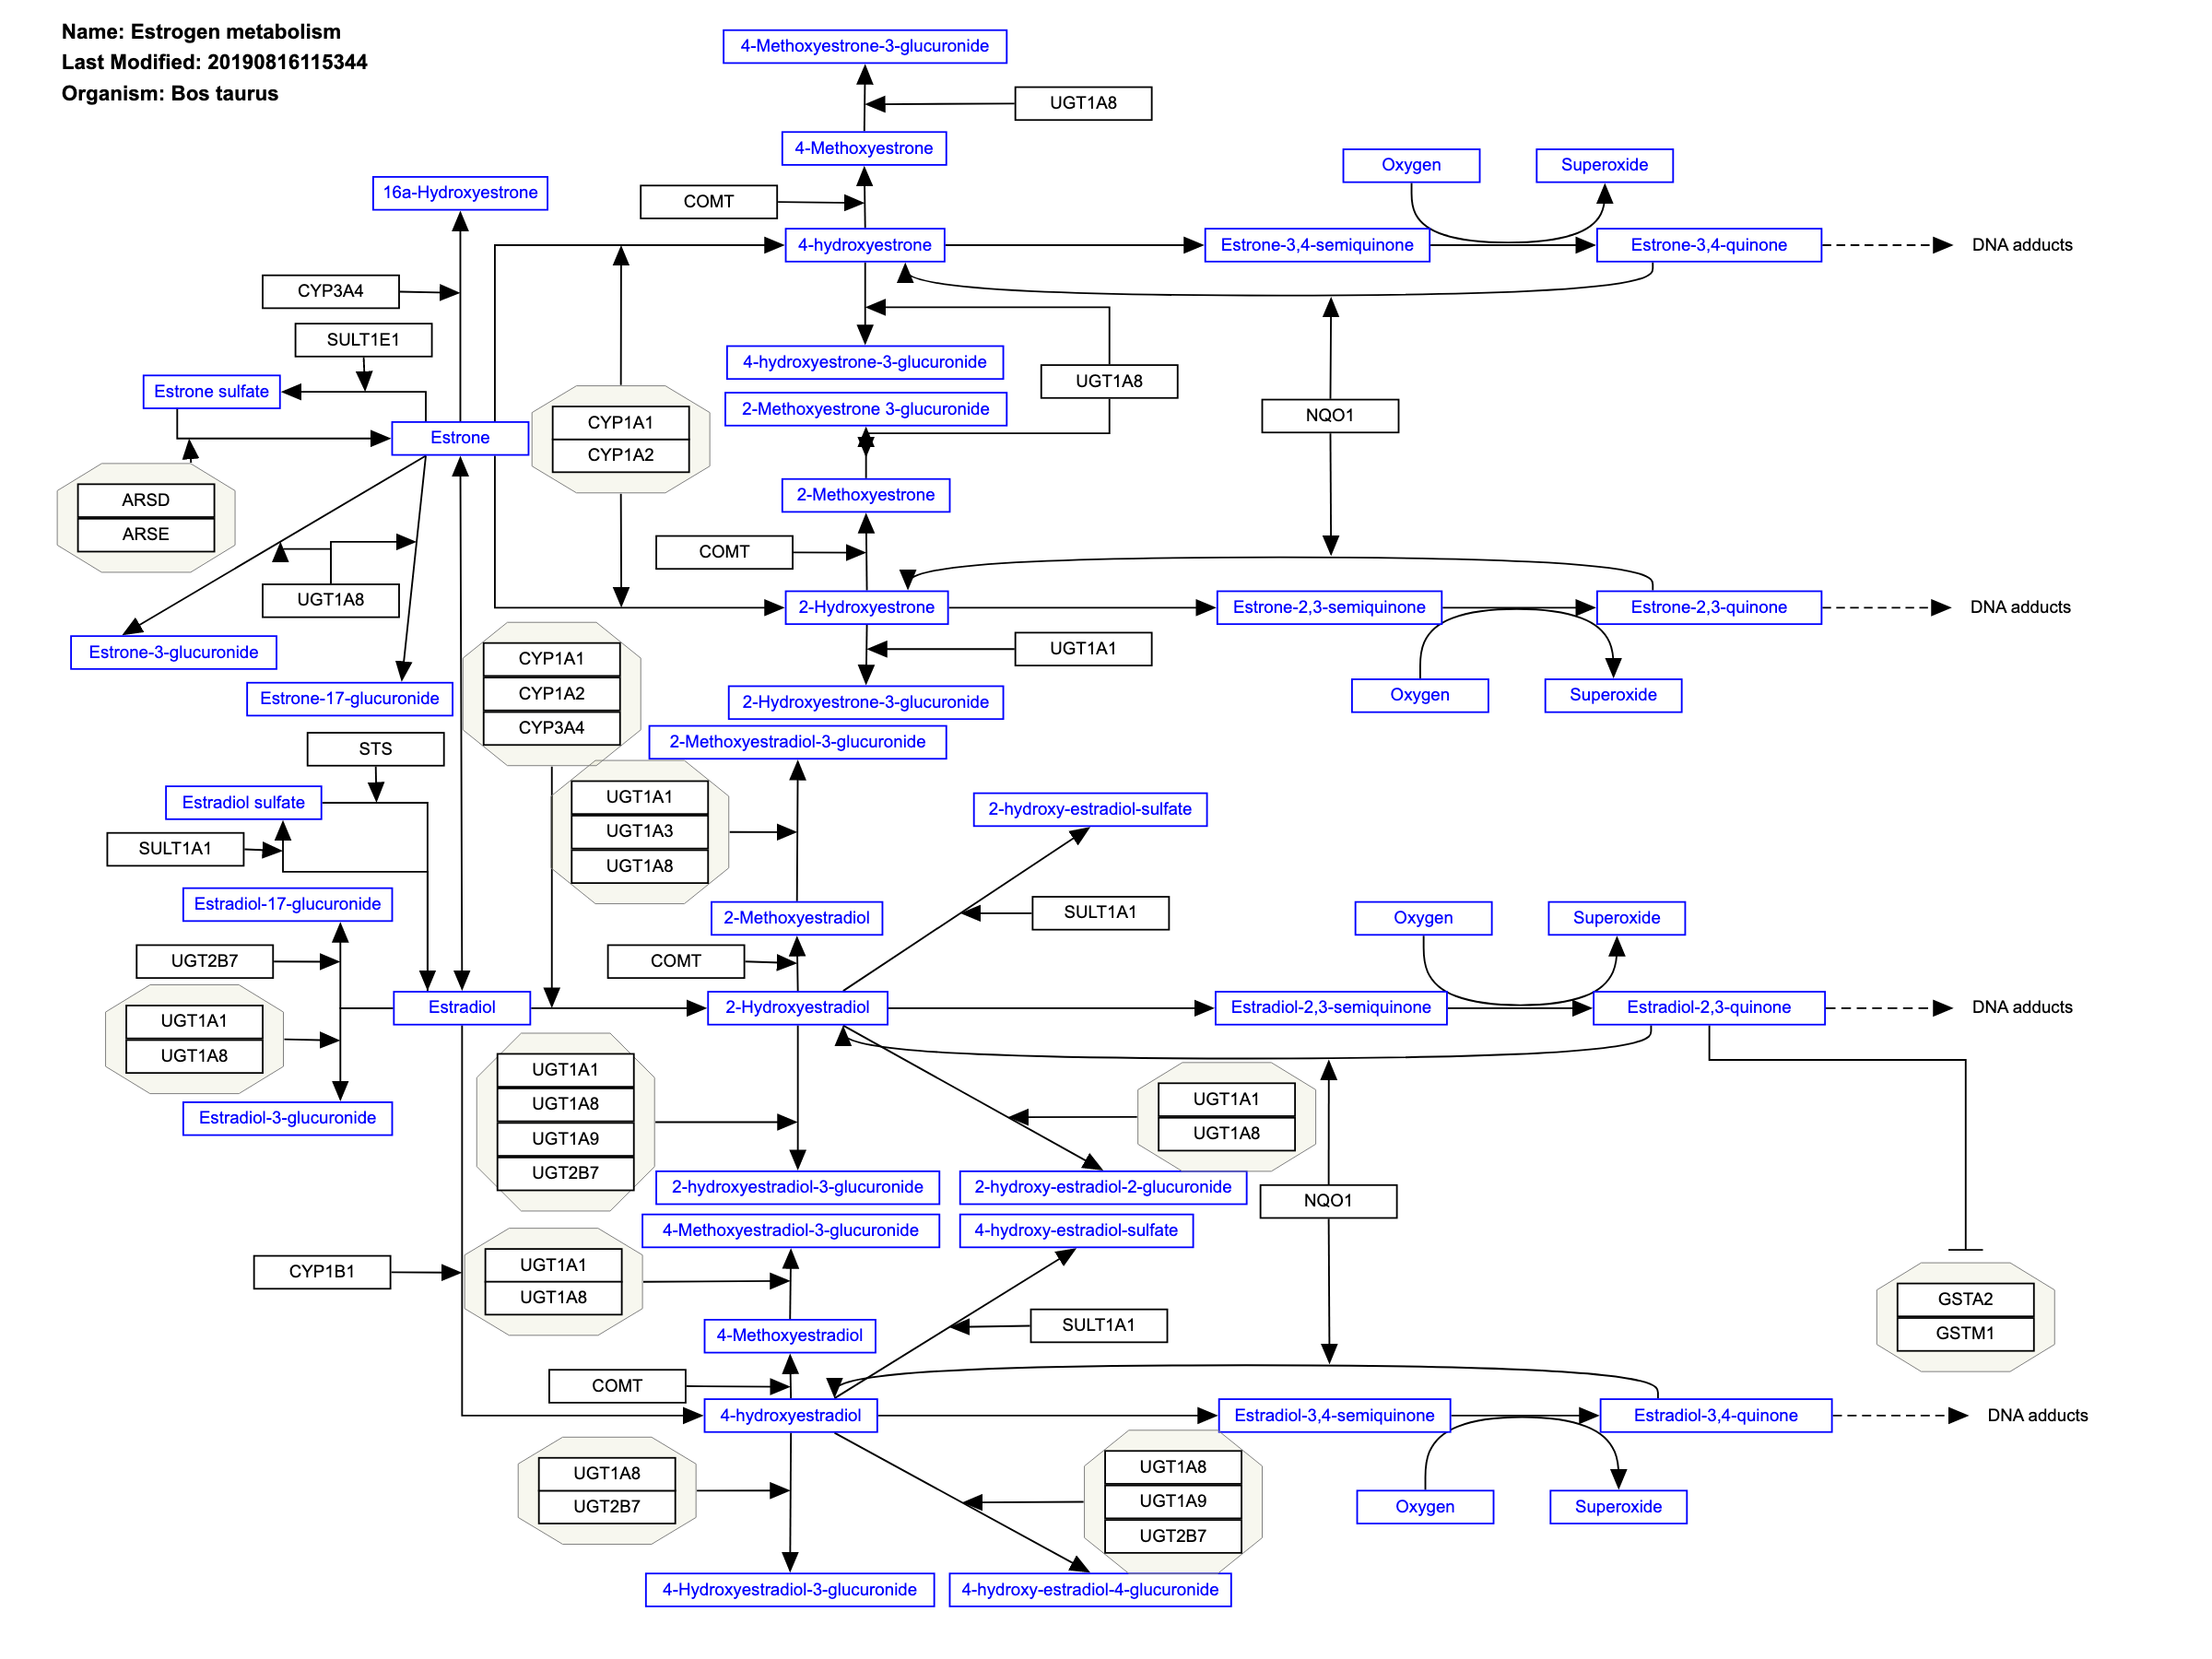 Name: Estrogen metabolism
Last Modified: 20190816115344
Organism: Bos taurus
4-Methoxyestrone-3-glucuronide
UGT1A8
4-Methoxyestrone
Oxygen
Superoxide
16a-Hydroxyestrone
COMT
4-hydroxyestrone
Estrone-3,4-semiquinone
Estrone-3,4-quinone
DNA adducts
CYP3A4
SULT1E1
4-hydroxyestrone-3-glucuronide
UGT1A8
Estrone sulfate
2-Methoxyestrone 3-glucuronide
NQO1
CYP1A1
Estrone
CYP1A2
ARSD
2-Methoxyestrone
ARSE
COMT
UGT1A8
2-Hydroxyestrone
Estrone-2,3-semiquinone
Estrone-2,3-quinone
DNA adducts
Estrone-3-glucuronide
UGT1A1
CYP1A1
CYP1A2
CYP3A4
Estrone-17-glucuronide
2-Hydroxyestrone-3-glucuronide
Oxygen
Superoxide
STS
2-Methoxyestradiol-3-glucuronide
UGT1A1
UGT1A3
UGT1A8
Estradiol sulfate
2-hydroxy-estradiol-sulfate
SULT1A1
Estradiol-17-glucuronide
2-Methoxyestradiol
SULT1A1
Oxygen
Superoxide
UGT2B7
COMT
Estradiol
2-Hydroxyestradiol
Estradiol-2,3-semiquinone
Estradiol-2,3-quinone
DNA adducts
UGT1A1
UGT1A8
UGT1A1
UGT1A8
UGT1A9
UGT2B7
UGT1A1
UGT1A8
Estradiol-3-glucuronide
2-hydroxyestradiol-3-glucuronide
2-hydroxy-estradiol-2-glucuronide
NQO1
4-Methoxyestradiol-3-glucuronide
4-hydroxy-estradiol-sulfate
CYP1B1
UGT1A1
UGT1A8
GSTA2
GSTM1
4-Methoxyestradiol
SULT1A1
COMT
4-hydroxyestradiol
Estradiol-3,4-semiquinone
Estradiol-3,4-quinone
DNA adducts
UGT1A8
UGT2B7
UGT1A8
UGT1A9
UGT2B7
Oxygen
Superoxide
4-Hydroxyestradiol-3-glucuronide
4-hydroxy-estradiol-4-glucuronide